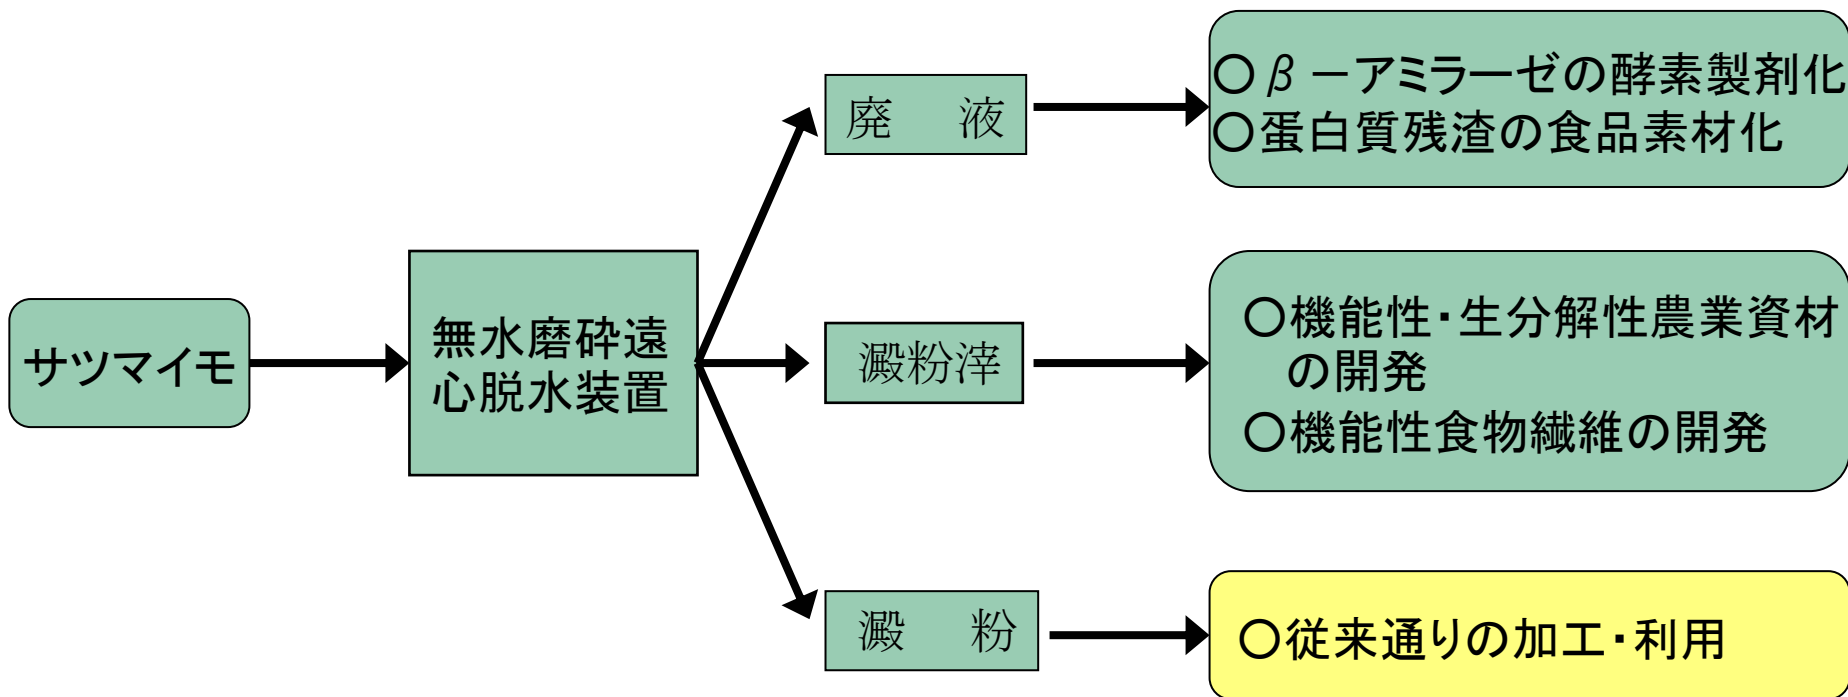 サツマイモ
無水磨砕遠
心脱水装置
廃　液
○β－アミラーゼの酵素製剤化
○蛋白質残渣の食品素材化
澱粉滓
○機能性・生分解性農業資材
の開発
○機能性食物繊維の開発
澱　粉
○従来通りの加工・利用